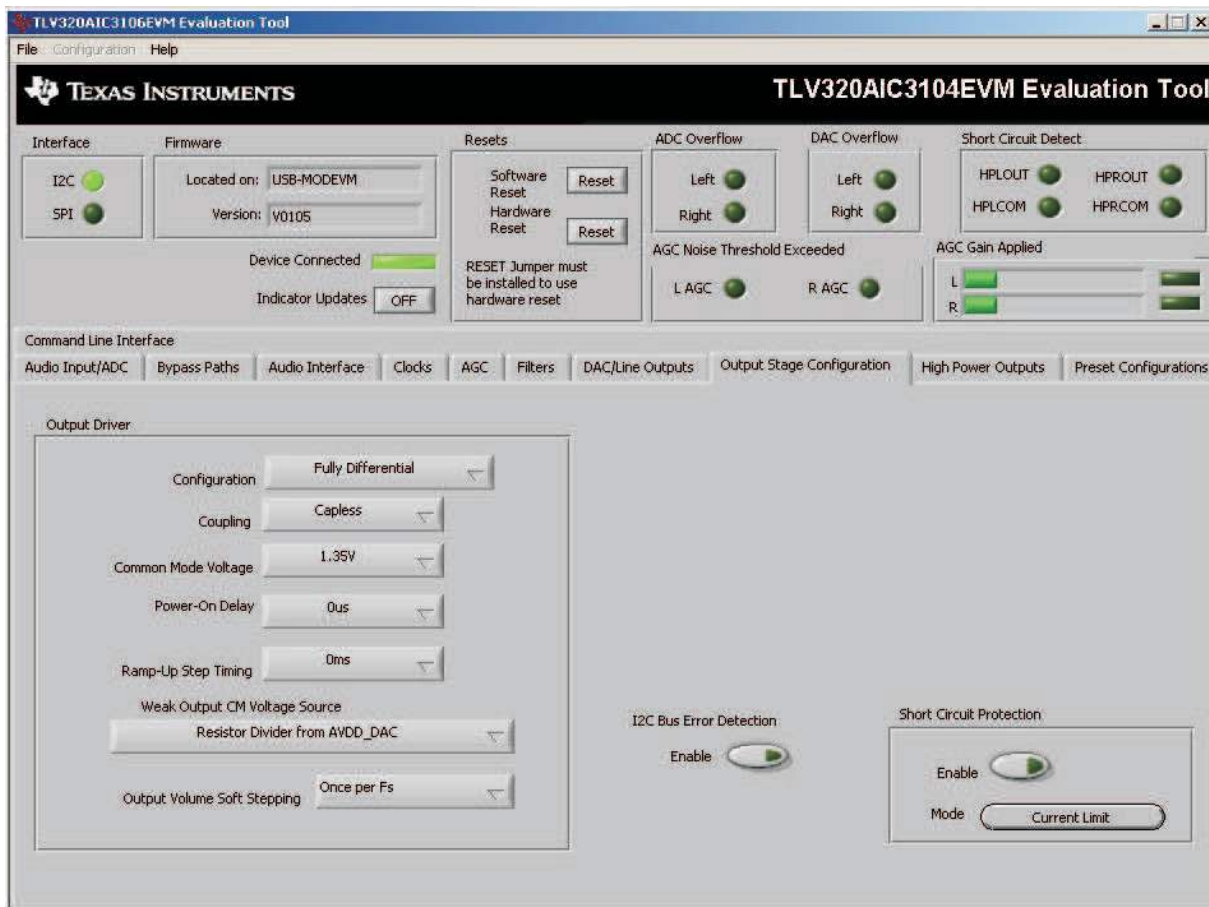 TLV320AIC3106EVM Evaluation Tool
File Configuration Help
TEXAS INSTRUMENTS
TLV320AIC3104EVM Evaluation Tool
Interface
I2C
SPI
Firmware
Located on: USB-MODEVM
Version: V0105
Device Connected
Indicator Updates OFF
Resets
Software
Reset
Reset
Hardware
Reset
Reset
RESET Jumper must
be installed to use
hardware reset
ADC Overflow
Left
Right
DAC Overflow
Left
Right
Short Circuit Detect
HPLOUT HPROUT
HPLCOM HPRCOM
AGC Noise Threshold Exceeded
L AGC R AGC
AGC Gain Applied
L
R
Command Line Interface
Audio Input/ADC Bypass Paths Audio Interface Clocks AGC Filters DAC/Line Outputs Output Stage Configuration High Power Outputs Preset Configurations
Output Driver
Configuration Fully Differential
Coupling Capless
Common Mode Voltage 1.35V
Power-On Delay 0us
Ramp-Up Step Timing 0ms
Weak Output CM Voltage Source
Resistor Divider from AVDD_DAC
Output Volume Soft Stepping Once per Fs
I2C Bus Error Detection
Enable
Short Circuit Protection
Enable
Mode Current Limit